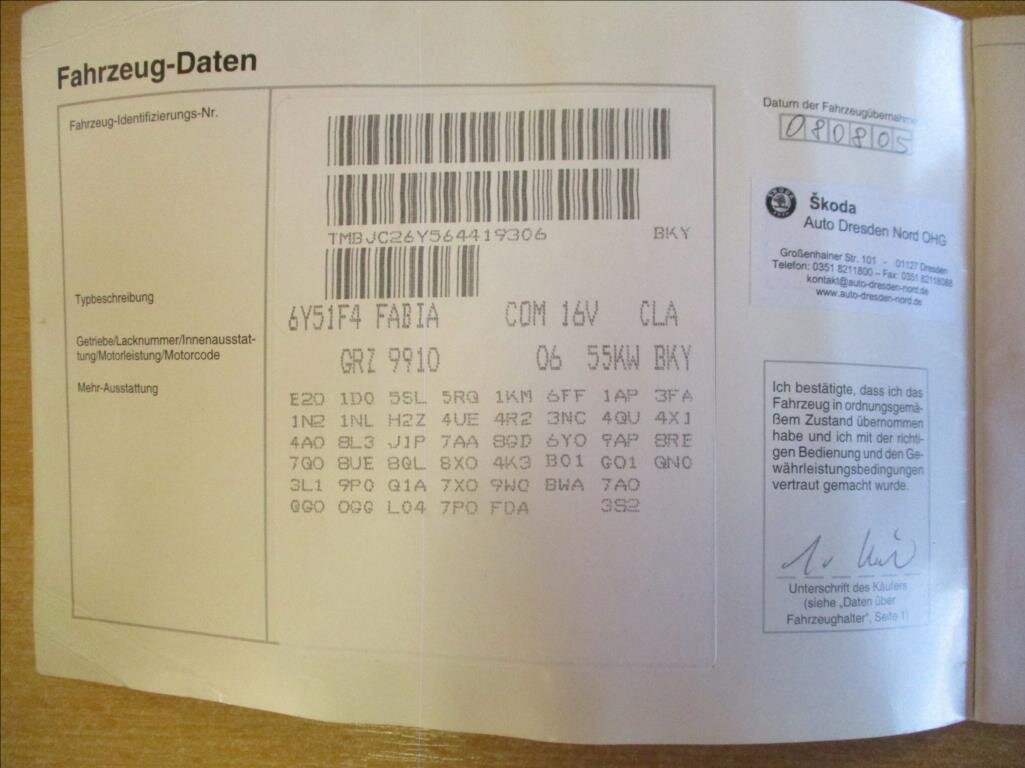 Fahrzeug-Daten
Fahrzeug-Identifizierungs-Nr.
TMBJC26Y564419306 BKY
Typbeschreibung
6Y51F4 FABIA COM 16V CLA
Getriebe/Lacknummer/Innenausstat-
tung/Motorleistung/Motorcode
GRZ 9910 06 55KW BKY
Mehr-Ausstattung
E20 1D0 5SL 5RQ 1KM 6FF 1AP 3FA
1N2 1NL H2Z 4UE 4R2 3NC 4QU 4X1
4A0 8L3 J1P 7AA 8GD 6Y0 9AP 8RE
7Q0 8UE 8QL 8X0 4K3 B01 G01 QN0
3L1 9P0 Q1A 7X0 9WQ BWA 7A0
QG0 0GG L04 7P0 FDA 3S2
Datum der Fahrzeugübernahme
080805
ŠKODA
Škoda
Auto Dresden Nord OHG
Großenhainer Str. 101 - 01127 Dresden
Telefon: 0351 8211800 – Fax: 0351 82118088
kontakt@auto-dresden-nord.de
www.auto-dresden-nord.de
Ich bestätigte, dass ich das
Fahrzeug in ordnungsgemä-
ßem Zustand übernommen
habe und ich mit der richti-
gen Bedienung und den Ge-
währleistungsbedingungen
vertraut gemacht wurde.
Unterschrift des Käufers
(siehe „Daten über
Fahrzeughalter", Seite 1)